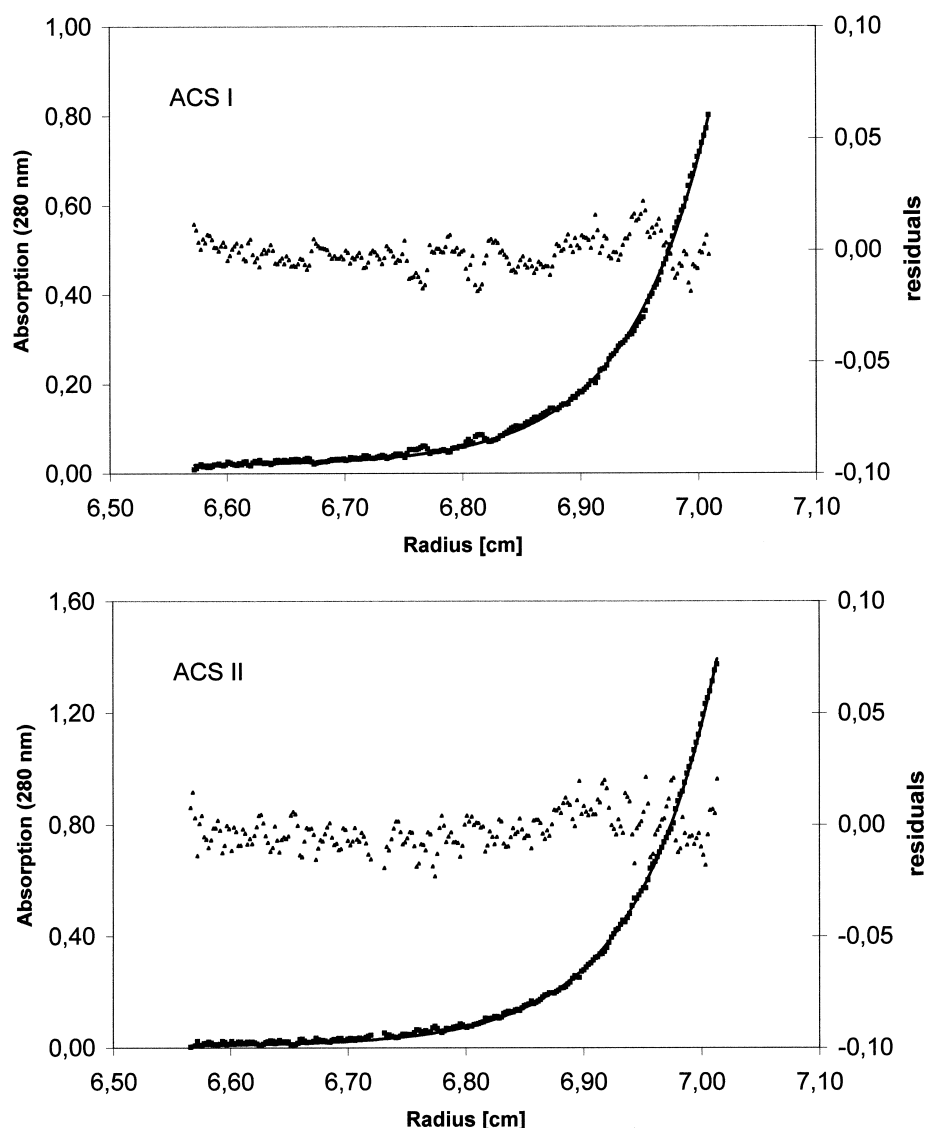 1,00
0,80
0,60
0,40
0,20
0,00
Absorption (280 nm)
ACS I
0,10
0,05
0,00
-0,05
-0,10
residuals
6,50 6,60 6,70 6,80 6,90 7,00 7,10
Radius [cm]
1,60
1,20
0,80
0,40
0,00
Absorption (280 nm)
ACS II
0,10
0,05
0,00
-0,05
-0,10
residuals
6,50 6,60 6,70 6,80 6,90 7,00 7,10
Radius [cm]